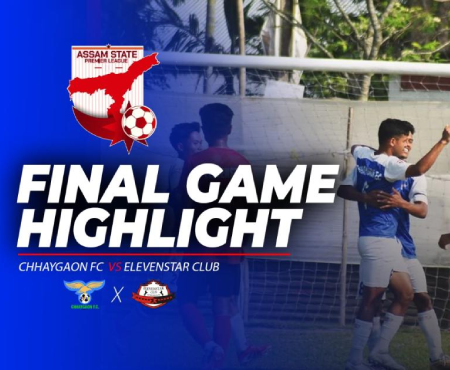 ASSAM STATE
PREMIER LEAGUE
FINAL GAME
HIGHLIGHT
CHHAYGAON FC VS ELEVENSTAR CLUB
X